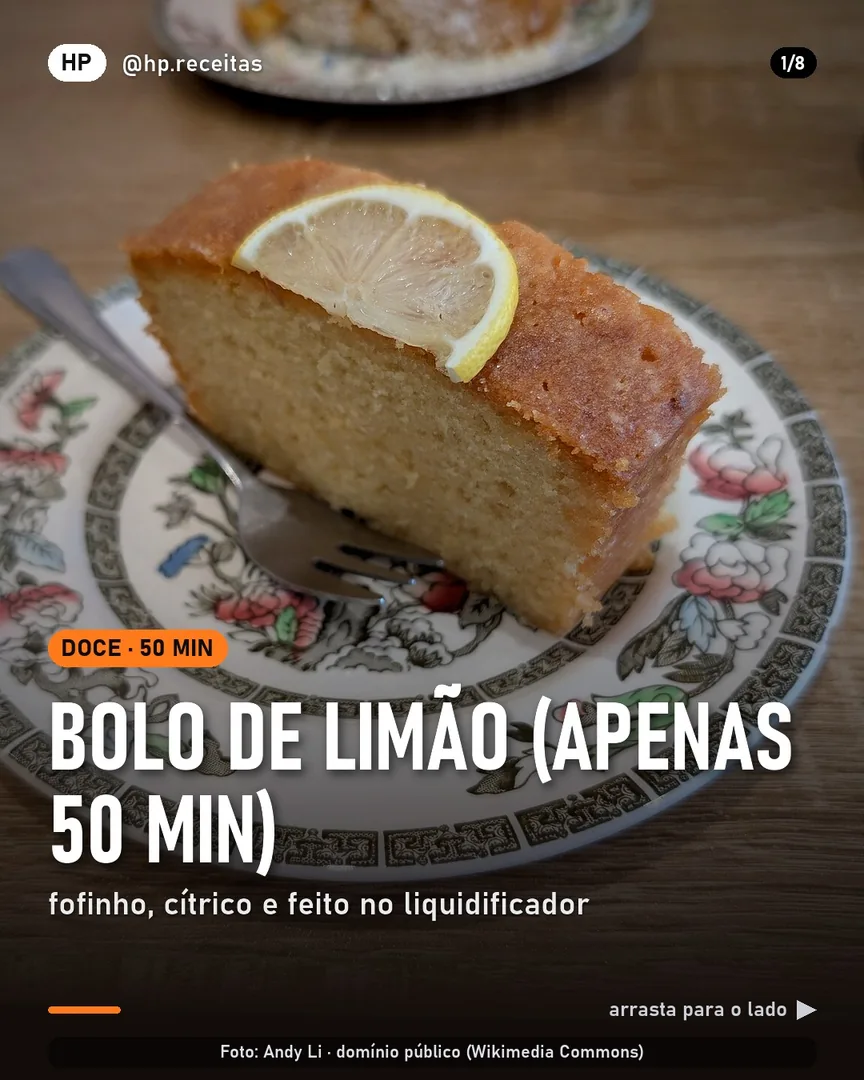 HP @hp.receitas 1/8
DOCE · 50 MIN
BOLO DE LIMÃO (APENAS
50 MIN)
fofinho, cítrico e feito no liquidificador
arrasta para o lado ▶
Foto: Andy Li · domínio público (Wikimedia Commons)